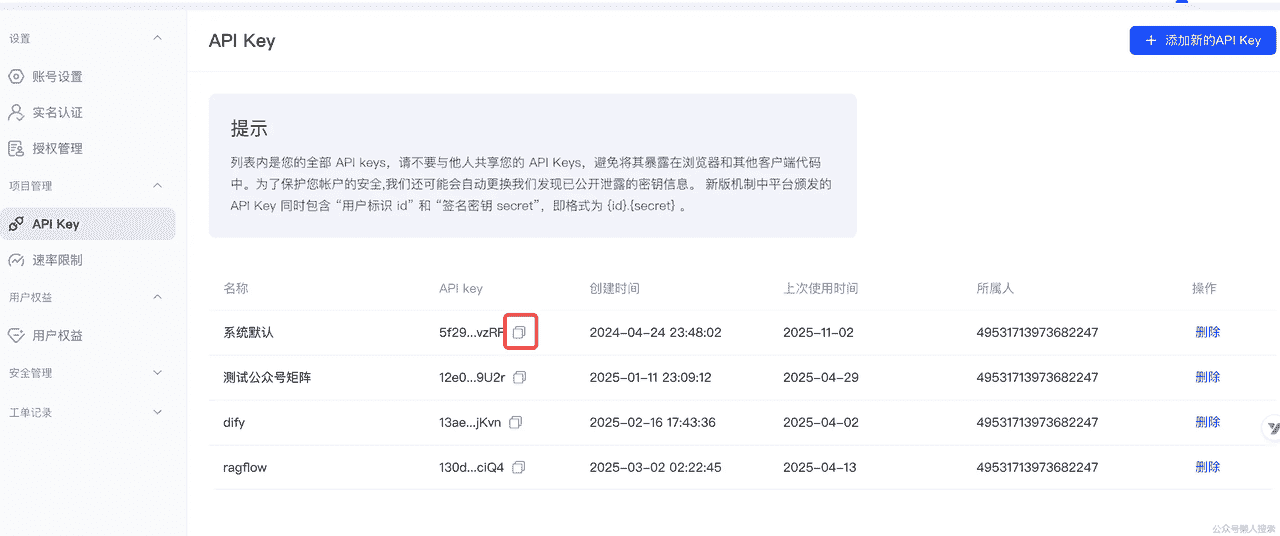 设置
API Key
+ 添加新的API Key
账号设置
实名认证
授权管理
项目管理
API Key
速率限制
用户权益
用户权益
安全管理
工单记录
提示
列表内是您的全部 API keys，请不要与他人共享您的 API Keys，避免将其暴露在浏览器和其他客户端代码
中。为了保护您帐户的安全,我们还可能会自动更换我们发现已公开泄露的密钥信息。 新版机制中平台颁发的
API Key 同时包含 “用户标识 id” 和 “签名密钥 secret”，即格式为 {id}.{secret} 。
名称 API key 创建时间 上次使用时间 所属人 操作
系统默认 5f29...vzRF 2024-04-24 23:48:02 2025-11-02 49531713973682247 删除
测试公众号矩阵 12e0...9U2r 2025-01-11 23:09:12 2025-04-29 49531713973682247 删除
dify 13ae...jKvn 2025-02-16 17:43:36 2025-04-02 49531713973682247 删除
ragflow 130d...ciQ4 2025-03-02 02:22:45 2025-04-13 49531713973682247 删除
公众号懒人搜索